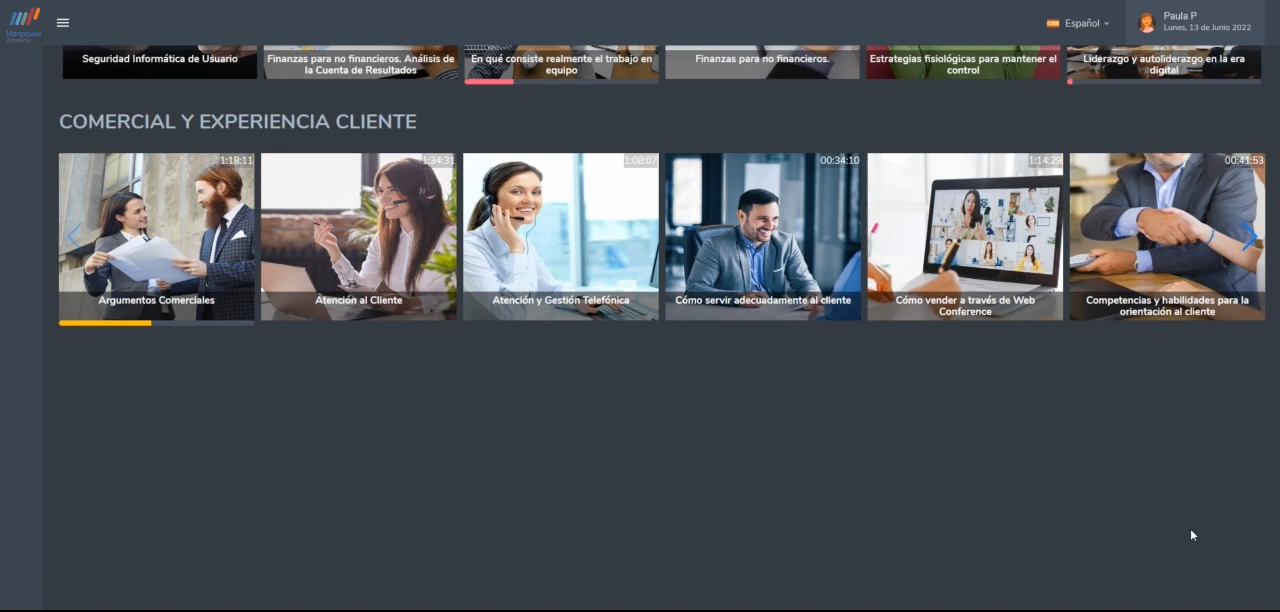 Manpower
Academy
Español
Paula P
Lunes, 13 de Junio 2022
Seguridad Informática de Usuario
Finanzas para no financieros. Análisis de
la Cuenta de Resultados
En qué consiste realmente el trabajo en
equipo
Finanzas para no financieros.
Estrategias fisiológicas para mantener el
control
Liderazgo y autoliderazgo en la era
digital
COMERCIAL Y EXPERIENCIA CLIENTE
1:18:11
1:34:31
1:08:07
00:34:10
1:14:29
00:41:53
Argumentos Comerciales
Atención al Cliente
Atención y Gestión Telefónica
Cómo servir adecuadamente al cliente
Cómo vender a través de Web
Conference
Competencias y habilidades para la
orientación al cliente